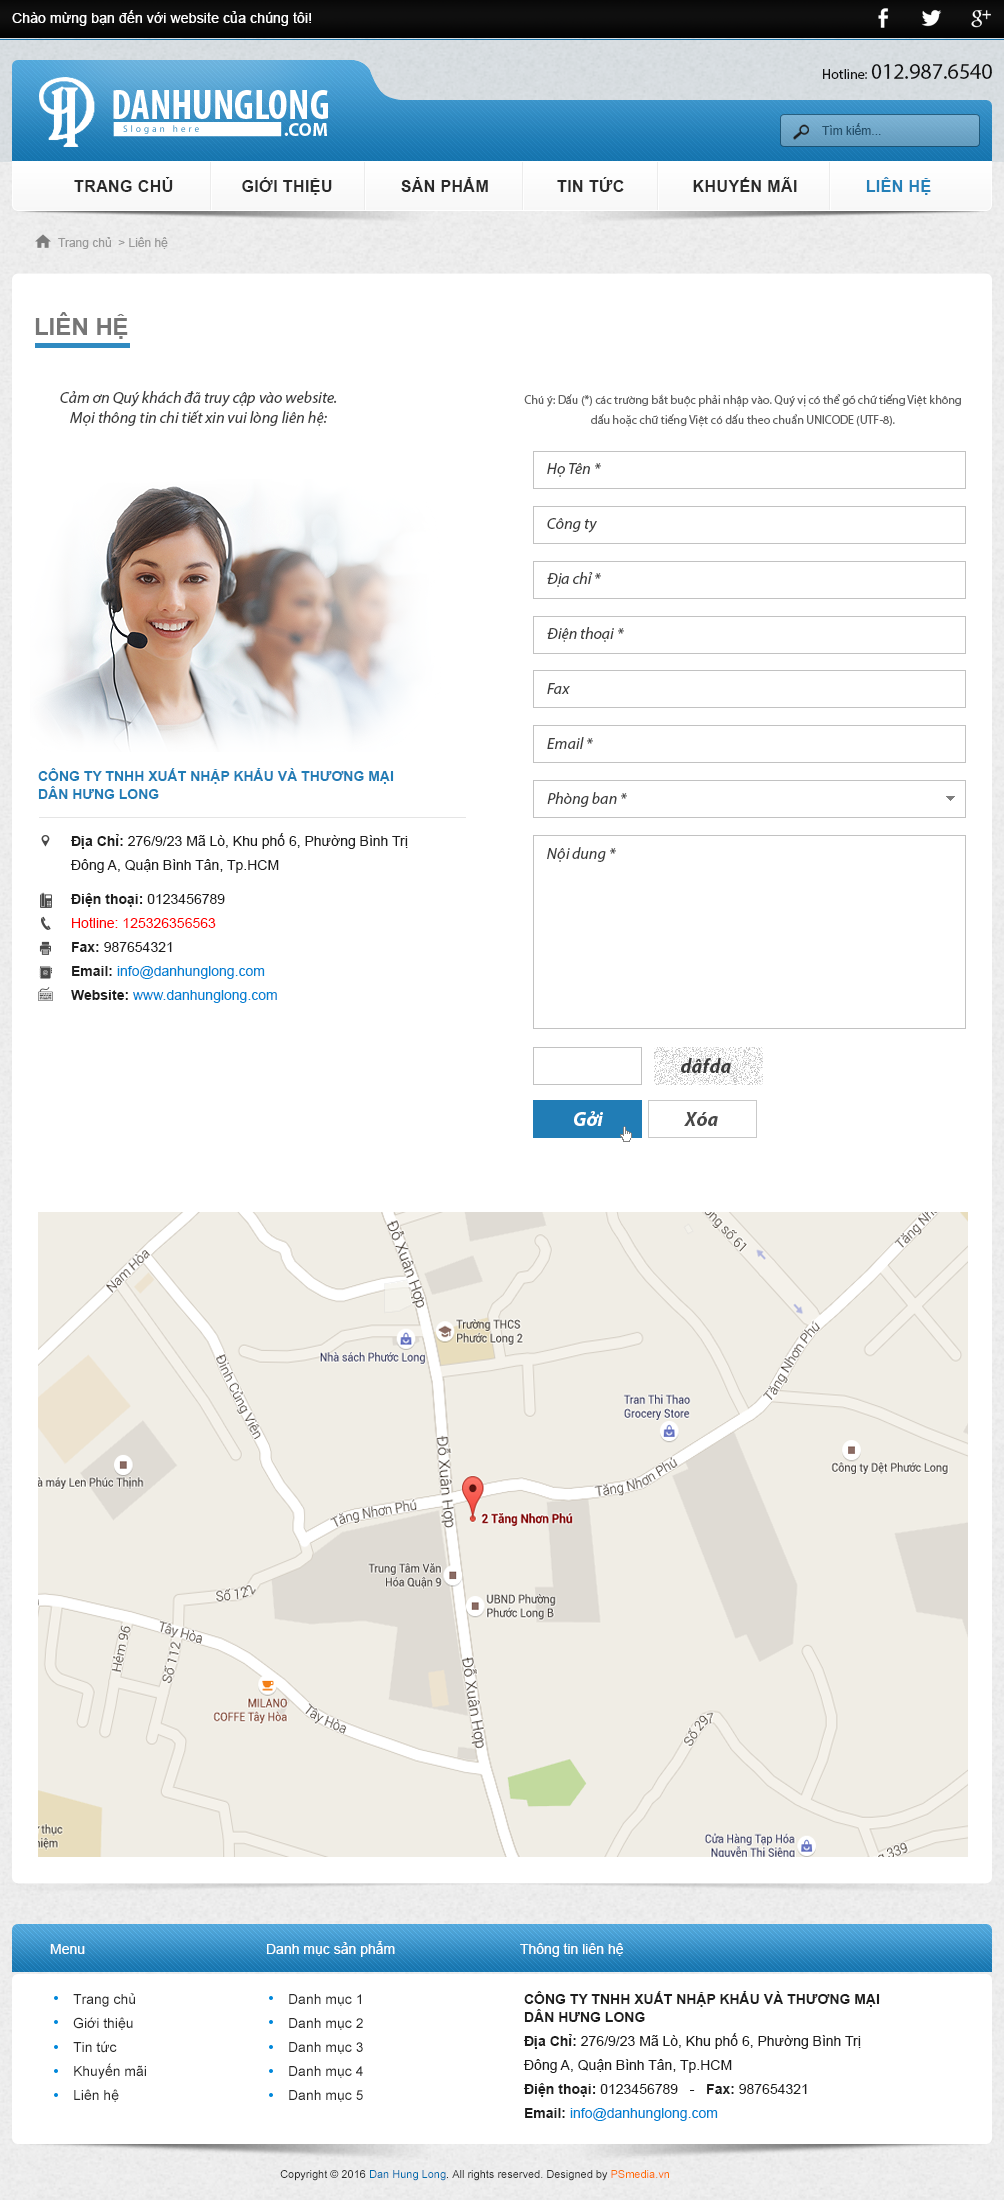 Chào mừng bạn đến với website của chúng tôi!
Hotline: 012.987.6540
DANHUNGLONG
Slogan here
.COM
Tìm kiếm...
TRANG CHỦ
GIỚI THIỆU
SẢN PHẨM
TIN TỨC
KHUYẾN MÃI
LIÊN HỆ
Trang chủ > Liên hệ
LIÊN HỆ
Cảm ơn Quý khách đã truy cập vào website.
Mọi thông tin chi tiết xin vui lòng liên hệ:
CÔNG TY TNHH XUẤT NHẬP KHẨU VÀ THƯƠNG MẠI
DÂN HƯNG LONG
Địa Chỉ: 276/9/23 Mã Lò, Khu phố 6, Phường Bình Trị
Đông A, Quận Bình Tân, Tp.HCM
Điện thoại: 0123456789
Hotline: 125326356563
Fax: 987654321
Email: info@danhunglong.com
Website: www.danhunglong.com
Chú ý: Dấu (*) các trường bắt buộc phải nhập vào. Quý vị có thể gõ chữ tiếng Việt không
dấu hoặc chữ tiếng Việt có dấu theo chuẩn UNICODE (UTF-8).
Họ Tên *
Công ty
Địa chỉ *
Điện thoại *
Fax
Email *
Phòng ban *
Nội dung *
dâfda
Gởi
Xóa
Nam Hòa
Đỗ Xuân Hợp
ong số 61
Tăng Nh
Trường THCS
Phước Long 2
Nhà sách Phước Long
Đình Củng Viên
Tăng Nhơn Phú
Tran Thi Thao
Grocery Store
à máy Len Phúc Thịnh
Đỗ Xuân Hợp
Công ty Dệt Phước Long
Tăng Nhơn Phú
Tăng Nhơn Phú
2 Tăng Nhơn Phú
Trung Tâm Văn
Hóa Quận 9
UBND Phường
Phước Long B
Số 122
Tây Hòa
Hẻm 96
Số 112
Đỗ Xuân Hợp
MILANO
COFFE Tây Hòa
Tây Hòa
Số 297
thục
iệm
Cửa Hàng Tạp Hóa
Nguyễn Thị Siêng
339
Menu
Trang chủ
Giới thiệu
Tin tức
Khuyến mãi
Liên hệ
Danh mục sản phẩm
Danh mục 1
Danh mục 2
Danh mục 3
Danh mục 4
Danh mục 5
Thông tin liên hệ
CÔNG TY TNHH XUẤT NHẬP KHẨU VÀ THƯƠNG MẠI
DÂN HƯNG LONG
Địa Chỉ: 276/9/23 Mã Lò, Khu phố 6, Phường Bình Trị
Đông A, Quận Bình Tân, Tp.HCM
Điện thoại: 0123456789 - Fax: 987654321
Email: info@danhunglong.com
Copyright © 2016 Dan Hung Long. All rights reserved. Designed by PSmedia.vn